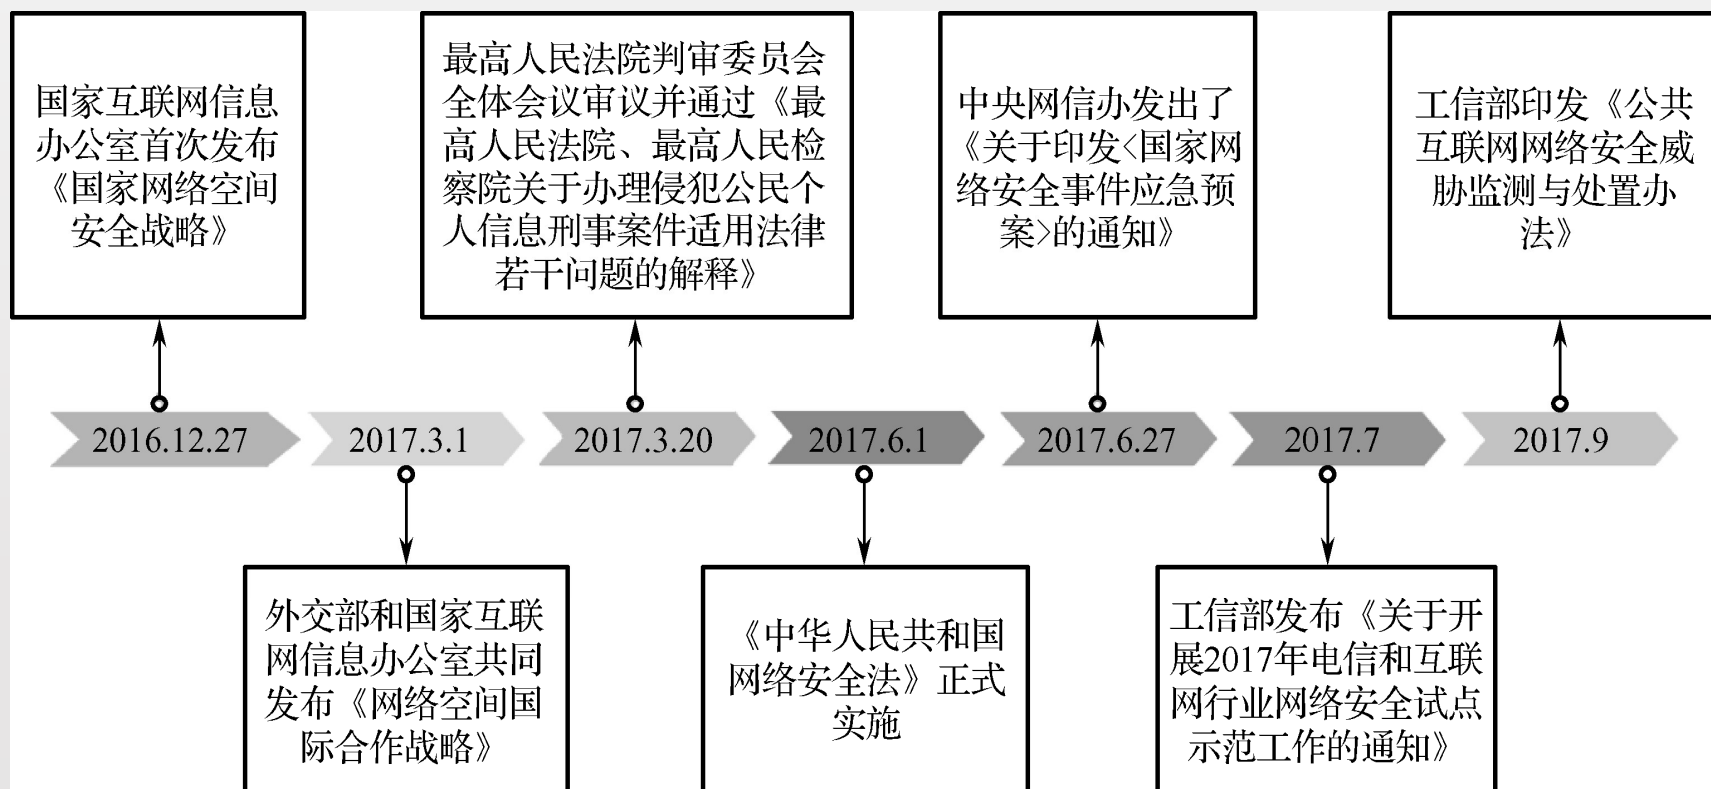 国家互联网信息
办公室首次发布
《国家网络空间
安全战略》
最高人民法院判审委员会
全体会议审议并通过《最
高人民法院、最高人民检
察院关于办理侵犯公民个
人信息刑事案件适用法律
若干问题的解释》
中央网信办发出了
《关于印发<国家网
络安全事件应急预
案>的通知》
工信部印发《公共
互联网网络安全威
胁监测与处置办
法》
2016.12.27
2017.3.1
2017.3.20
2017.6.1
2017.6.27
2017.7
2017.9
外交部和国家互联
网信息办公室共同
发布《网络空间国
际合作战略》
《中华人民共和国
网络安全法》正式
实施
工信部发布《关于开
展2017年电信和互联
网行业网络安全试点
示范工作的通知》